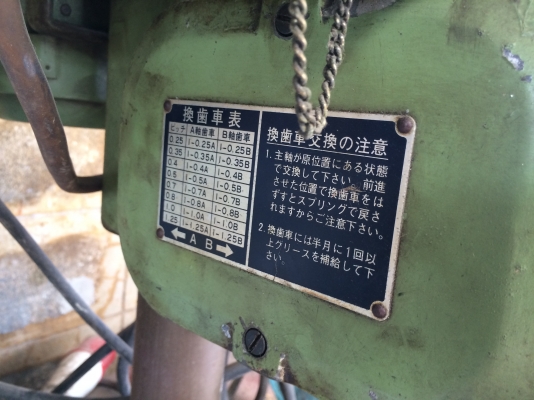 換歯車表
ピッチ A軸歯車 B軸歯車
0.25 I-0.25A I-0.25B
0.35 I-0.35A I-0.35B
0.4 I-0.4A I-0.4B
0.5 I-0.5A I-0.5B
0.7 I-0.7A I-0.7B
0.8 I-0.8A I-0.8B
1.0 I-1.0A I-1.0B
1.25 I-1.25A I-1.25B
A B
換歯車交換の注意
1. 主軸が原位置にある状態
で交換して下さい。前進
させた位置で換歯車をは
ずすとスプリングで戻さ
れますからご注意下さい。
2. 換歯車には半月に1回以
上グリースを補給して下
さい。